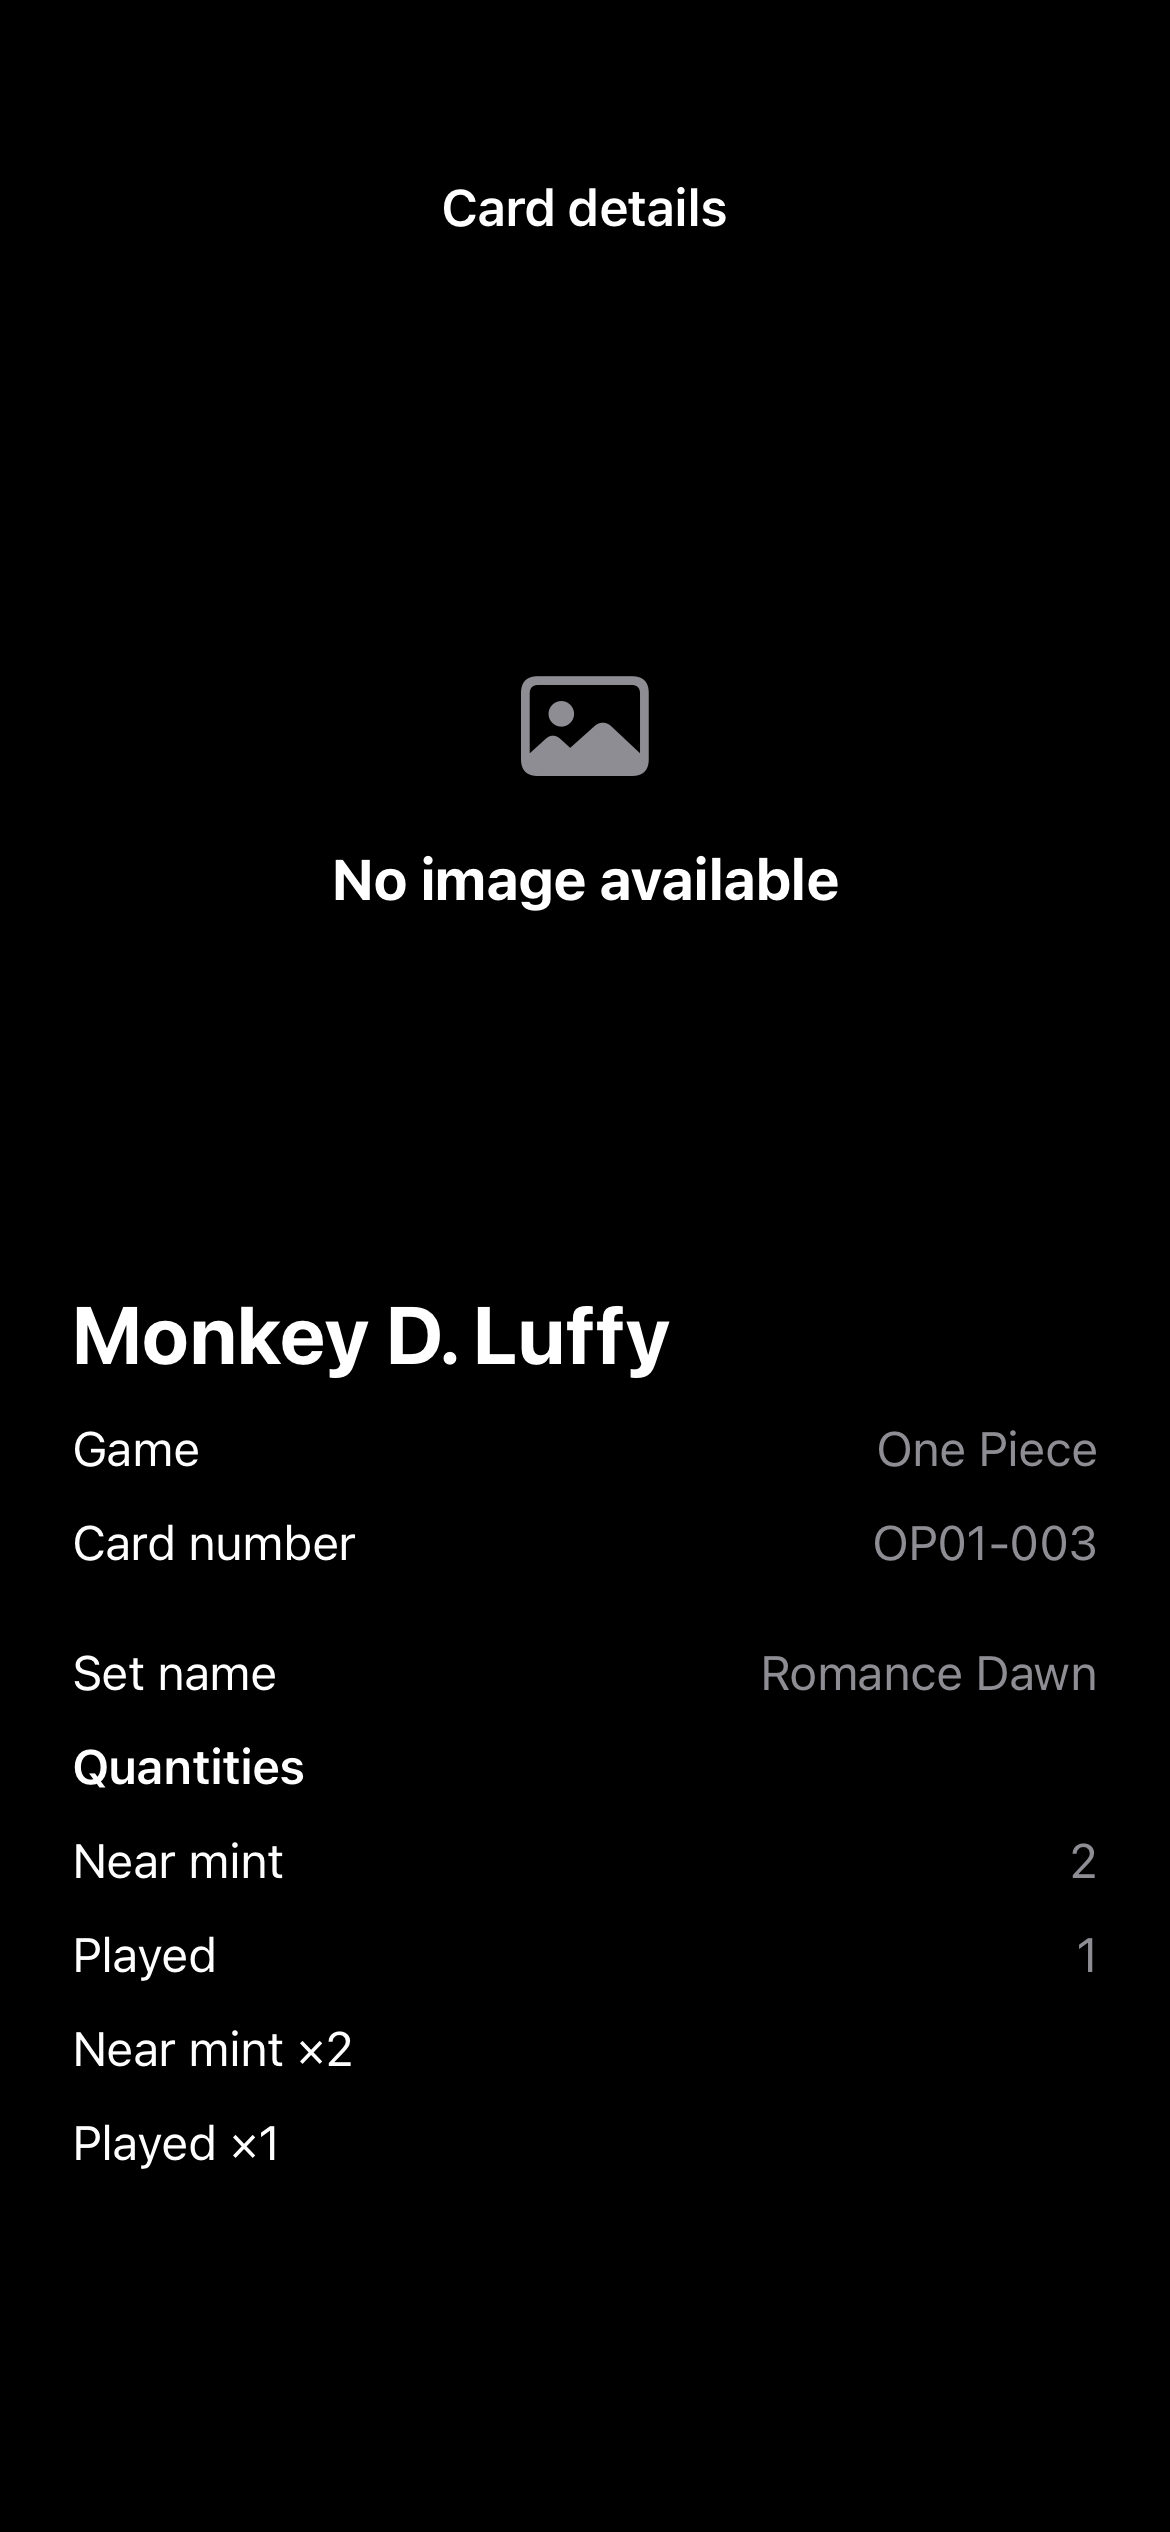 Card details
No image available
Monkey D. Luffy
Game One Piece
Card number OP01-003
Set name Romance Dawn
Quantities
Near mint 2
Played 1
Near mint ×2
Played ×1